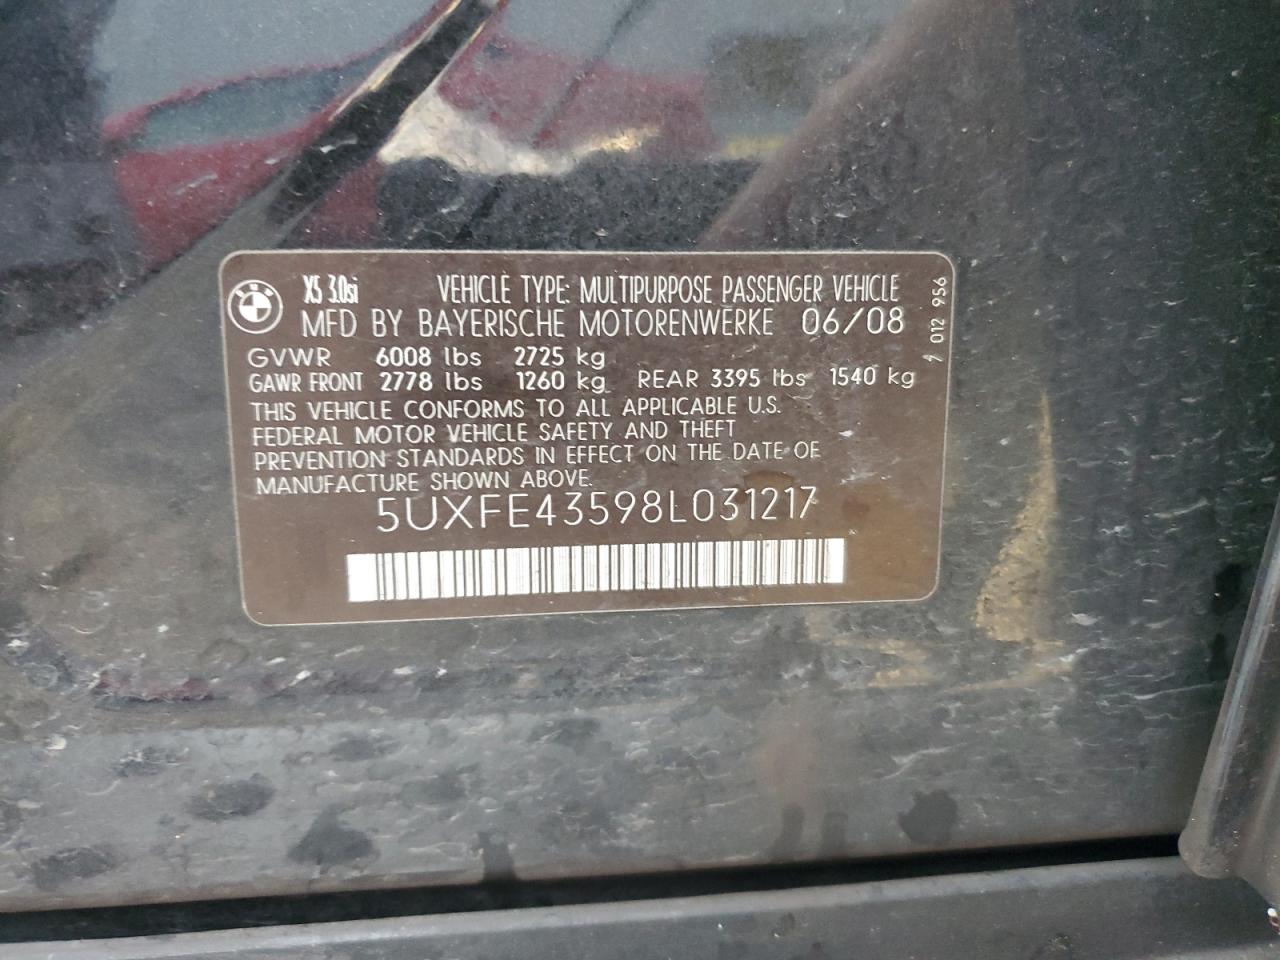 BMW X5 3.0si VEHICLE TYPE: MULTIPURPOSE PASSENGER VEHICLE
MFD BY BAYERISCHE MOTORENWERKE 06/08
GVWR 6008 lbs 2725 kg
GAWR FRONT 2778 lbs 1260 kg REAR 3395 lbs 1540 kg
THIS VEHICLE CONFORMS TO ALL APPLICABLE U.S.
FEDERAL MOTOR VEHICLE SAFETY AND THEFT
PREVENTION STANDARDS IN EFFECT ON THE DATE OF
MANUFACTURE SHOWN ABOVE.
5UXFE43598L031217
7 012 956